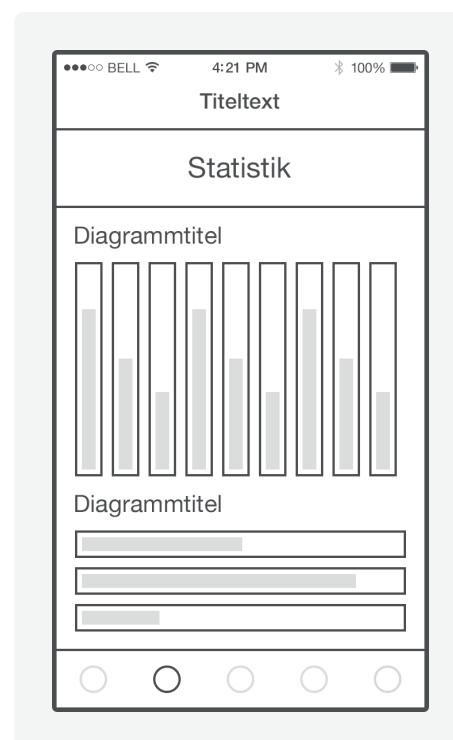 BELL 4:21 PM 100%
Titeltext
Statistik
Diagrammtitel
Diagrammtitel